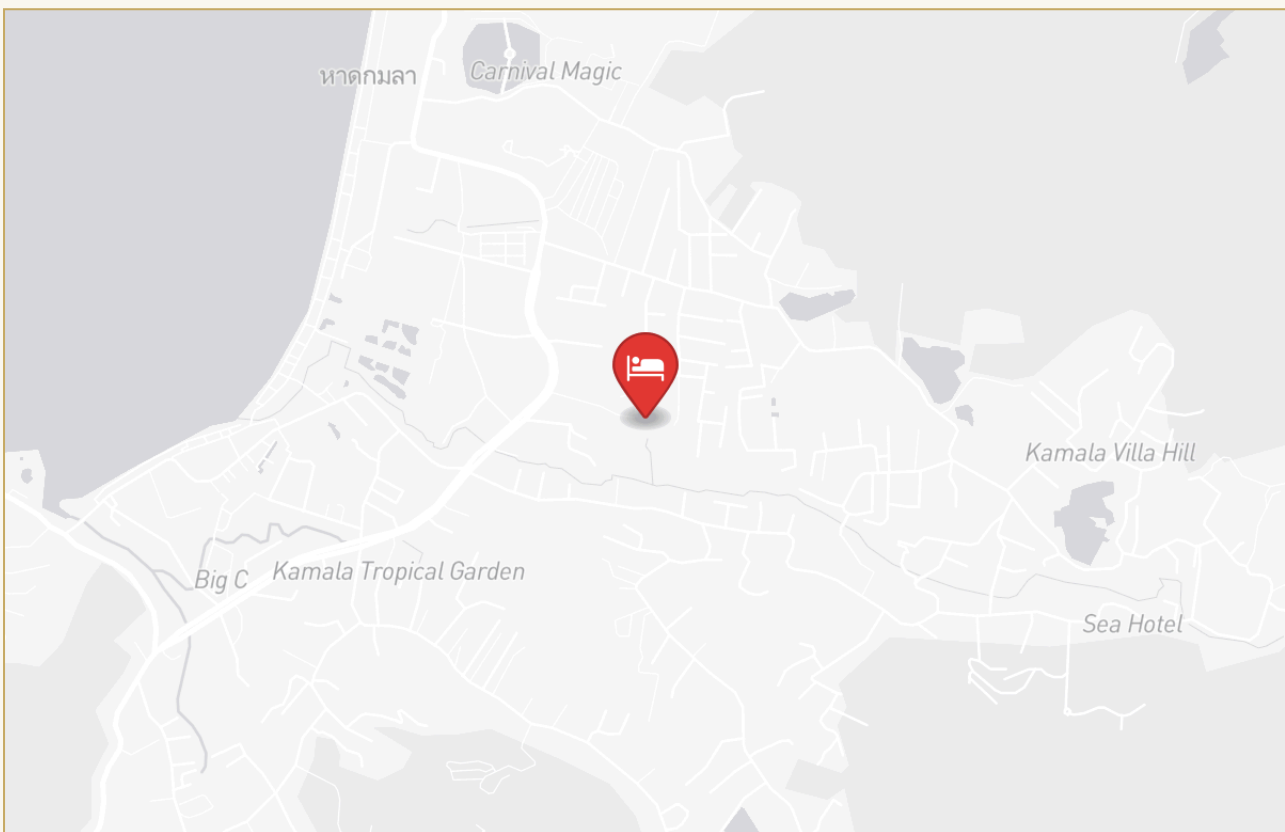 หาดกมลา
Carnival Magic
Kamala Villa Hill
Big C
Kamala Tropical Garden
Sea Hotel